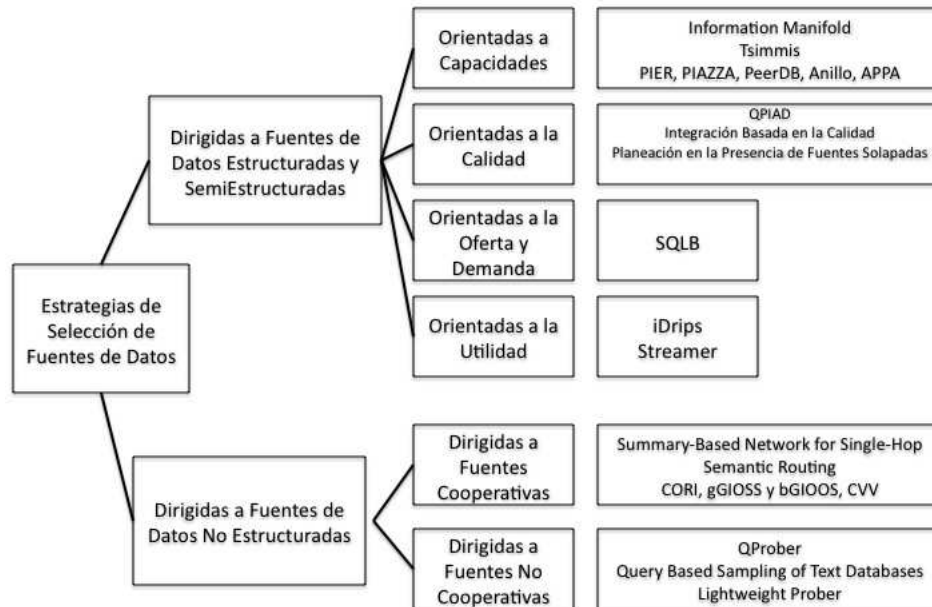 Estrategias de
Selección de
Fuentes de Datos
Dirigidas a Fuentes de
Datos Estructuradas y
SemiEstructuradas
Orientadas a
Capacidades
Information Manifold
Tsimmis
PIER, PIAZZA, PeerDB, Anillo, APPA
Orientadas a la
Calidad
QPIAD
Integración Basada en la Calidad
Planeación en la Presencia de Fuentes Solapadas
Orientadas a la
Oferta y
Demanda
SQLB
Orientadas a la
Utilidad
iDrips
Streamer
Dirigidas a Fuentes de
Datos No Estructuradas
Dirigidas a
Fuentes
Cooperativas
Summary-Based Network for Single-Hop
Semantic Routing
CORI, gGlOSS y bGlOOS, CVV
Dirigidas a
Fuentes No
Cooperativas
QProber
Query Based Sampling of Text Databases
Lightweight Prober